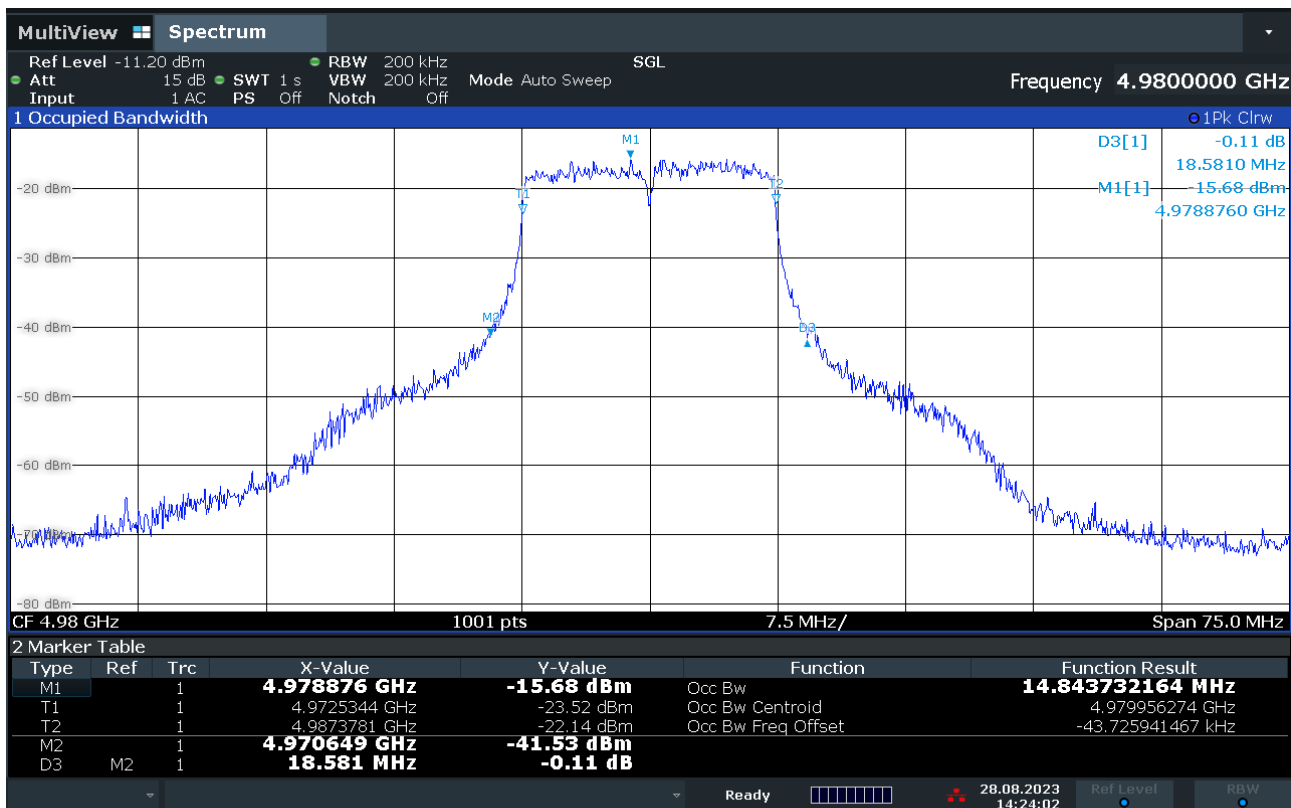 MultiView Spectrum
Ref Level -11.20 dBm RBW 200 kHz SGL
Att 15 dB SWT 1 s VBW 200 kHz Mode Auto Sweep Frequency 4.9800000 GHz
Input 1 AC PS Off Notch Off
1 Occupied Bandwidth 1Pk Clrw
M1 D3[1] -0.11 dB
18.5810 MHz
-20 dBm T1 T2 M1[1] -15.68 dBm
4.9788760 GHz
-30 dBm
M2 D3
-40 dBm
-50 dBm
-60 dBm
-70 dBm
-80 dBm
CF 4.98 GHz 1001 pts 7.5 MHz/ Span 75.0 MHz
2 Marker Table
Type Ref Trc X-Value Y-Value Function Function Result
M1 1 4.978876 GHz -15.68 dBm Occ Bw 14.843732164 MHz
T1 1 4.9725344 GHz -23.52 dBm Occ Bw Centroid 4.979956274 GHz
T2 1 4.9873781 GHz -22.14 dBm Occ Bw Freq Offset -43.725941467 kHz
M2 1 4.970649 GHz -41.53 dBm
D3 M2 1 18.581 MHz -0.11 dB
Ready 28.08.2023 Ref Level RBW
14:24:02